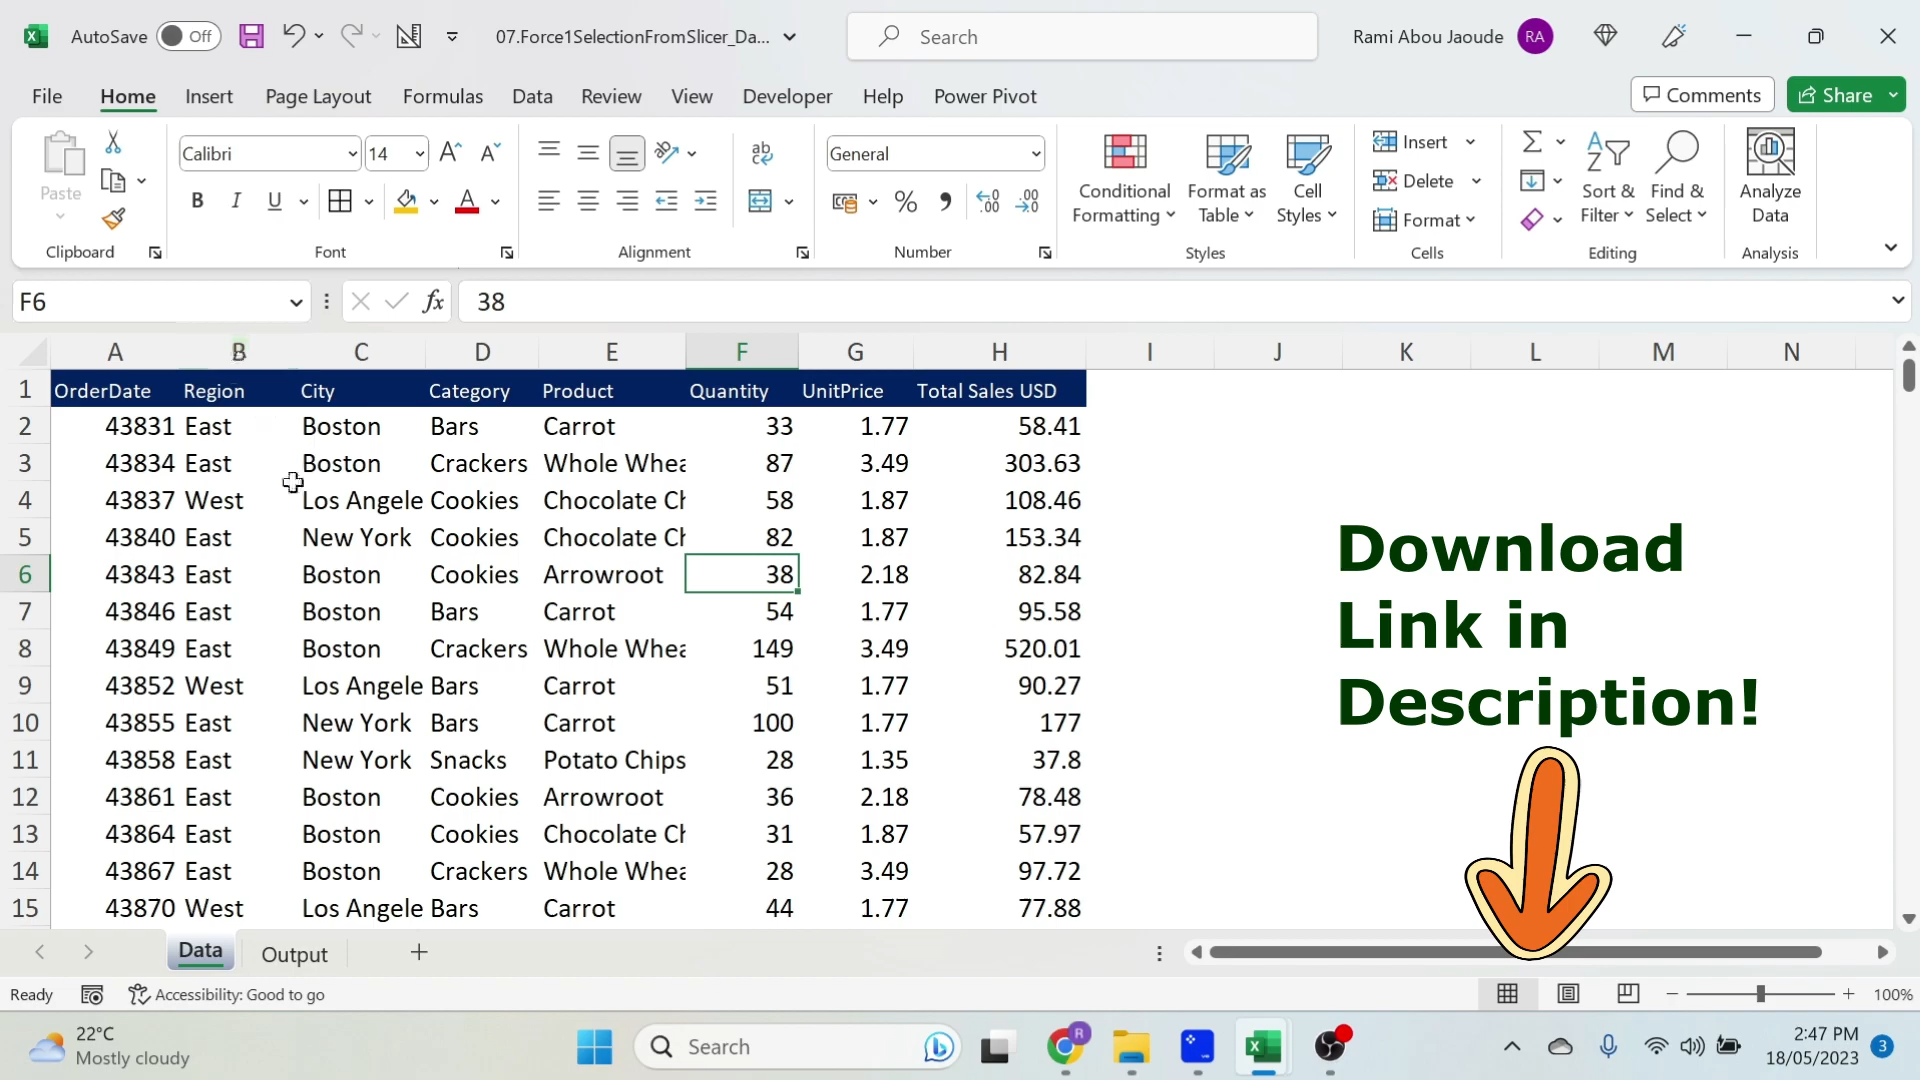 AutoSave Off 07.Force1SelectionFromSlicer_Da... Search Rami Abou Jaoude RA
File Home Insert Page Layout Formulas Data Review View Developer Help Power Pivot Comments Share
Paste Calibri 14 General Conditional Formatting Format as Table Cell Styles Insert Delete Format Sort & Filter Find & Select Analyze Data
Clipboard Font Alignment Number Styles Cells Editing Analysis
F6 fx 38
A B C D E F G H I J K L M N
1 OrderDate Region City Category Product Quantity UnitPrice Total Sales USD
2 43831 East Boston Bars Carrot 33 1.77 58.41
3 43834 East Boston Crackers Whole Whea 87 3.49 303.63
4 43837 West Los Angele Cookies Chocolate Ch 58 1.87 108.46
5 43840 East New York Cookies Chocolate Ch 82 1.87 153.34
6 43843 East Boston Cookies Arrowroot 38 2.18 82.84
7 43846 East Boston Bars Carrot 54 1.77 95.58
8 43849 East Boston Crackers Whole Whea 149 3.49 520.01
9 43852 West Los Angele Bars Carrot 51 1.77 90.27
10 43855 East New York Bars Carrot 100 1.77 177
11 43858 East New York Snacks Potato Chips 28 1.35 37.8
12 43861 East Boston Cookies Arrowroot 36 2.18 78.48
13 43864 East Boston Cookies Chocolate Ch 31 1.87 57.97
14 43867 East Boston Crackers Whole Whea 28 3.49 97.72
15 43870 West Los Angele Bars Carrot 44 1.77 77.88
Download
Link in
Description!
Data Output
Ready Accessibility: Good to go 100%
22°C
Mostly cloudy
Search
2:47 PM
18/05/2023
3